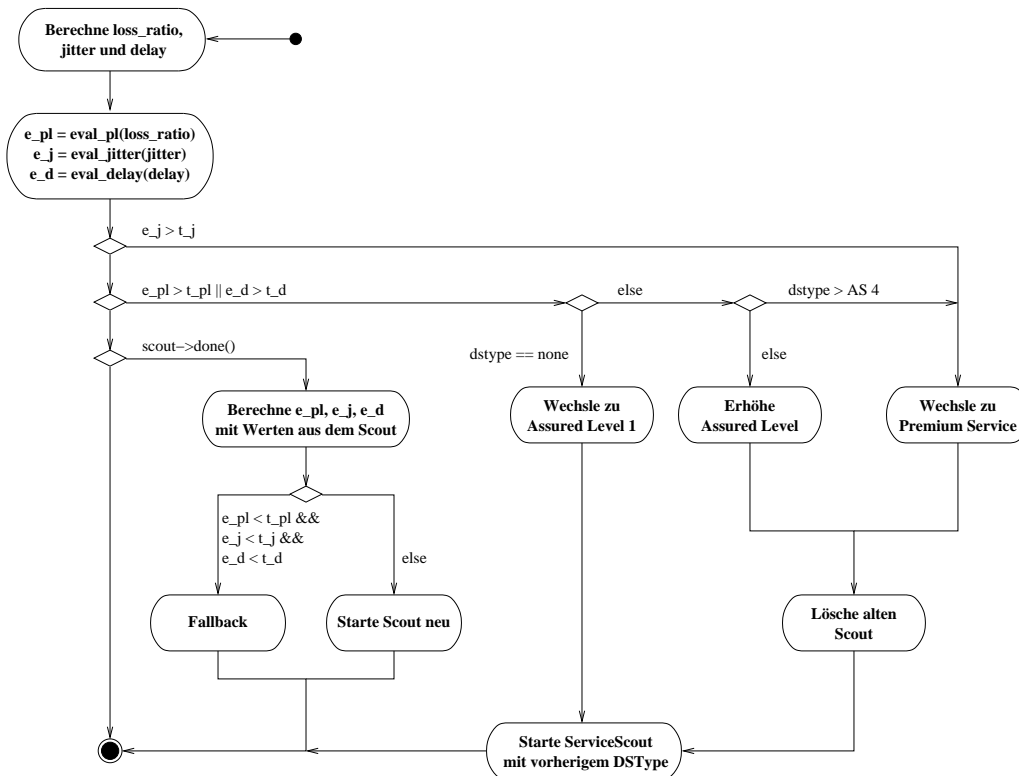 Berechne loss_ratio,
jitter und delay
e_pl = eval_pl(loss_ratio)
e_j = eval_jitter(jitter)
e_d = eval_delay(delay)
e_j > t_j
e_pl > t_pl || e_d > t_d
else
dstype > AS 4
scout->done()
dstype == none
else
Berechne e_pl, e_j, e_d
mit Werten aus dem Scout
Wechsle zu
Assured Level 1
Erhöhe
Assured Level
Wechsle zu
Premium Service
e_pl < t_pl &&
e_j < t_j &&
e_d < t_d
else
Fallback
Starte Scout neu
Lösche alten
Scout
Starte ServiceScout
mit vorherigem DSType